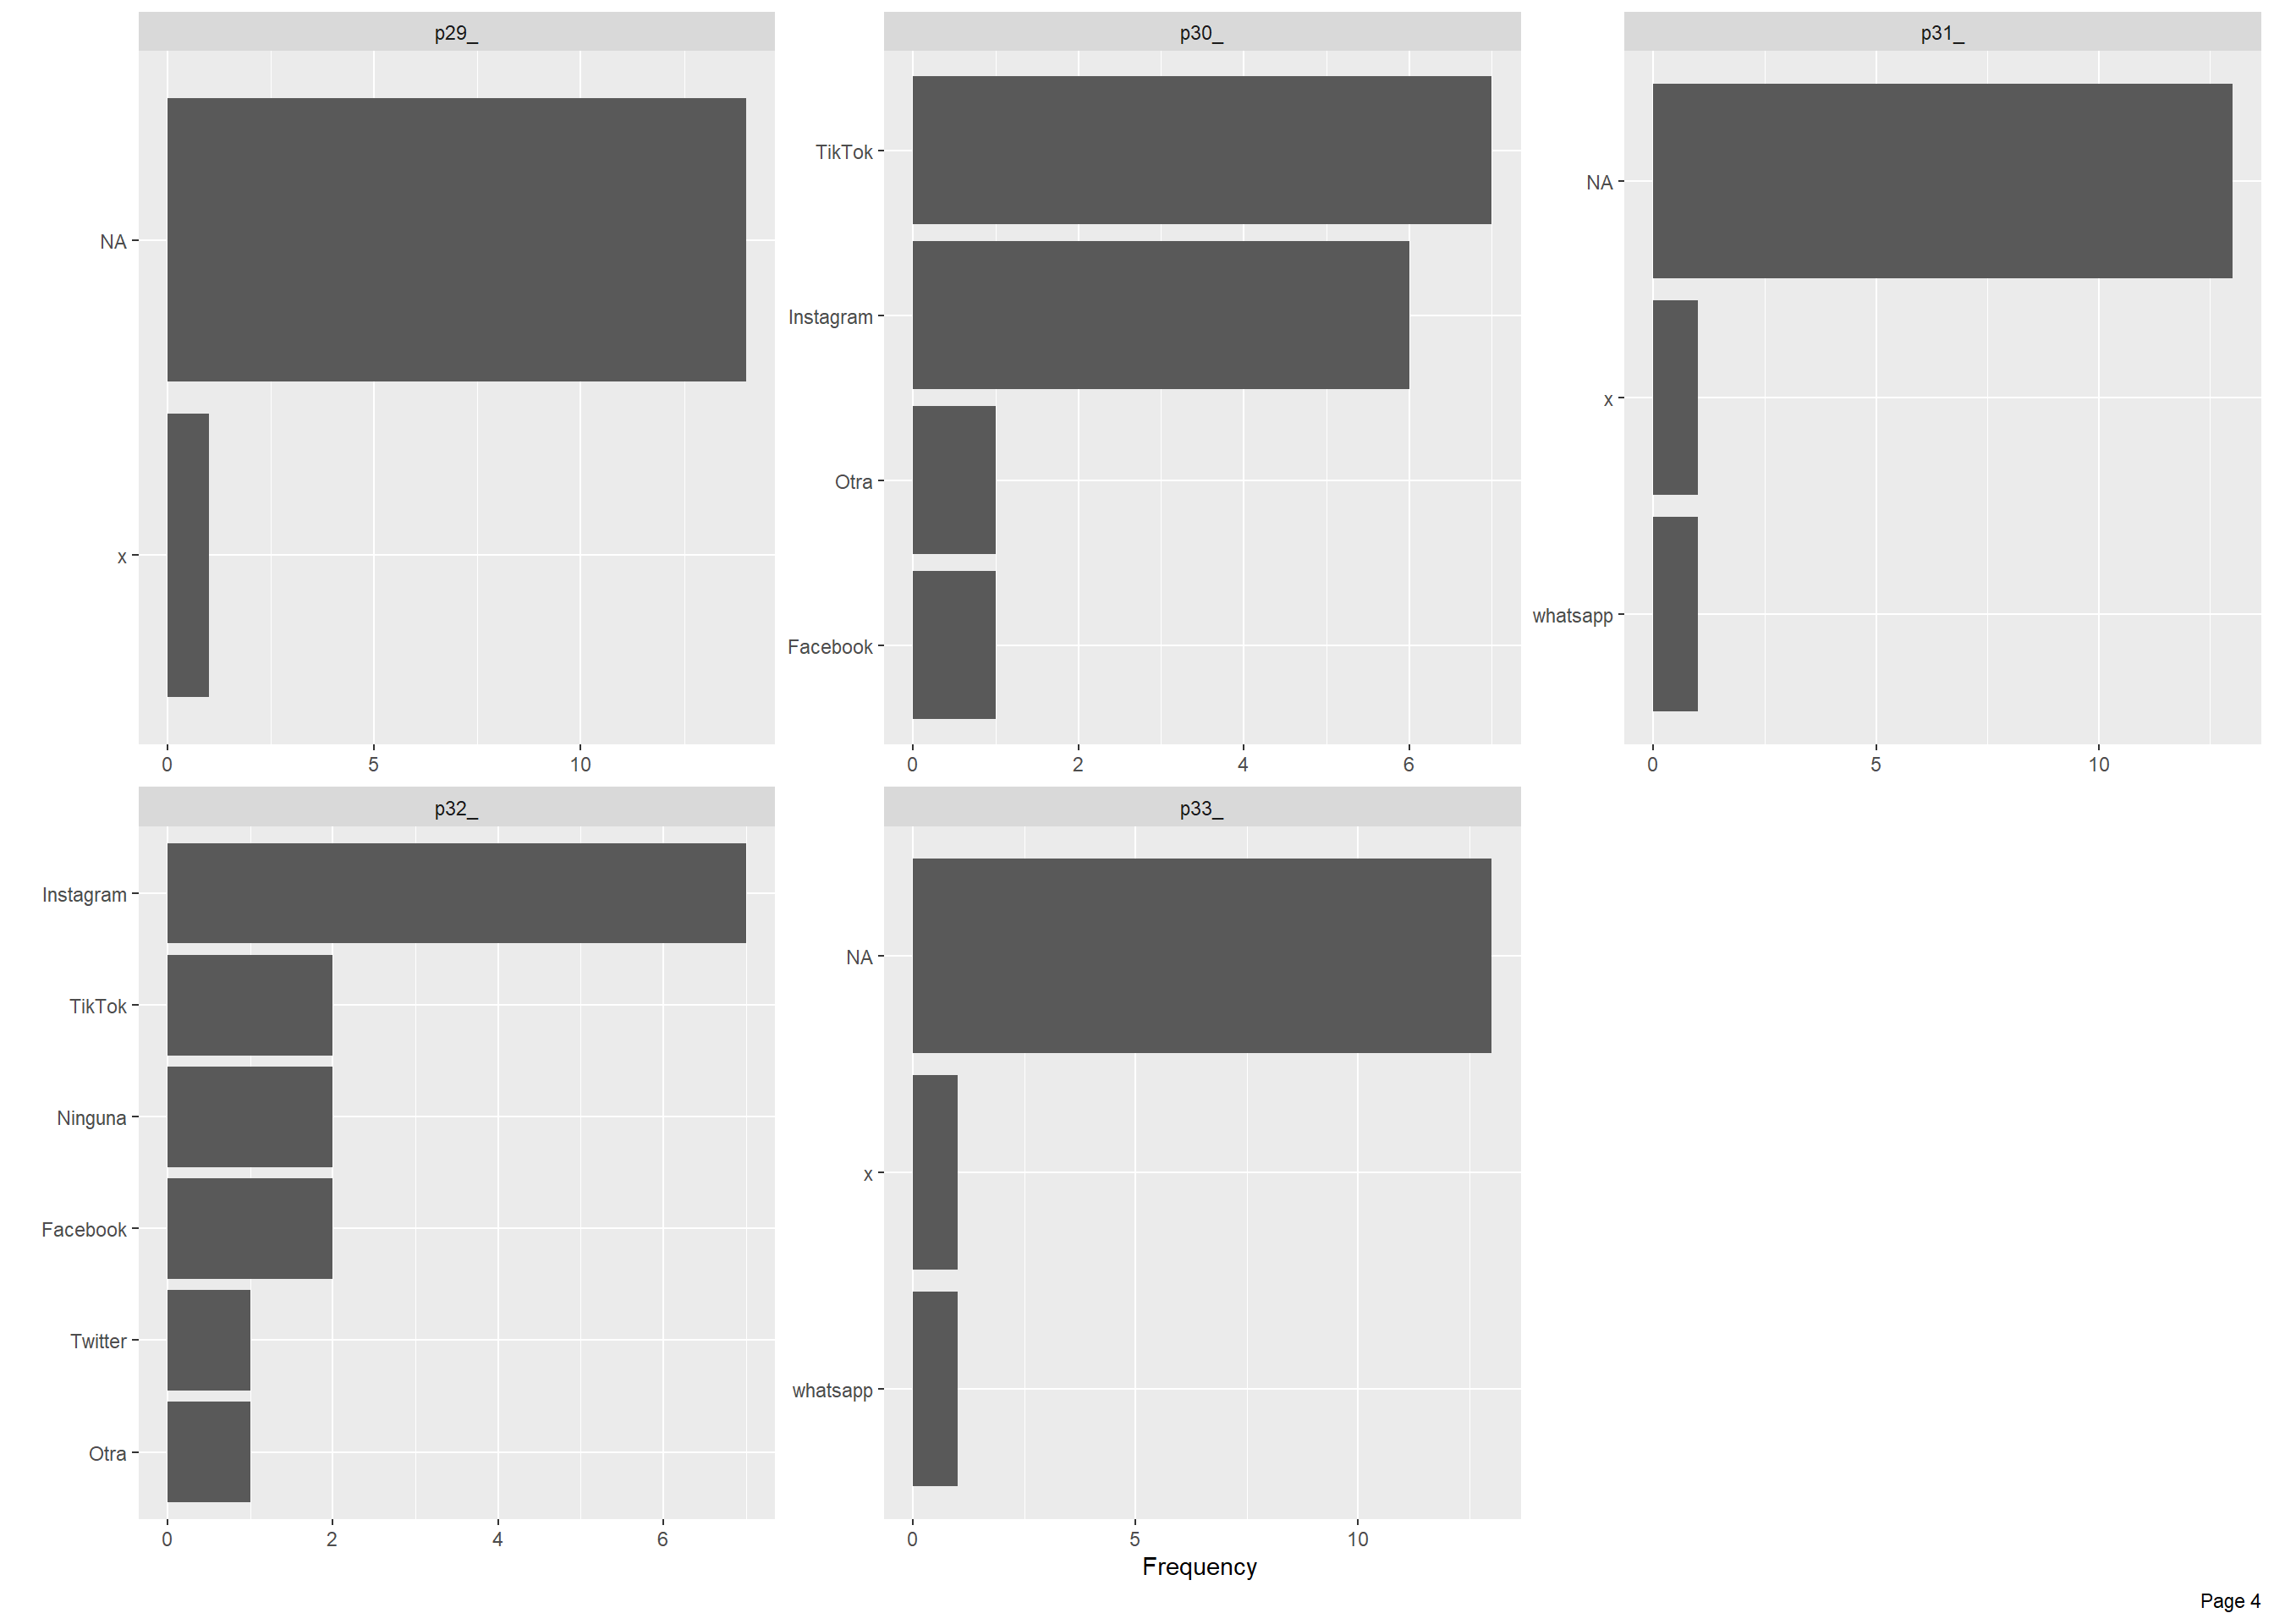 p29_
NA
x
0 5 10
p30_
TikTok
Instagram
Otra
Facebook
0 2 4 6
p31_
NA
x
whatsapp
0 5 10
p32_
Instagram
TikTok
Ninguna
Facebook
Twitter
Otra
0 2 4 6
p33_
NA
x
whatsapp
0 5 10
Frequency
Page 4